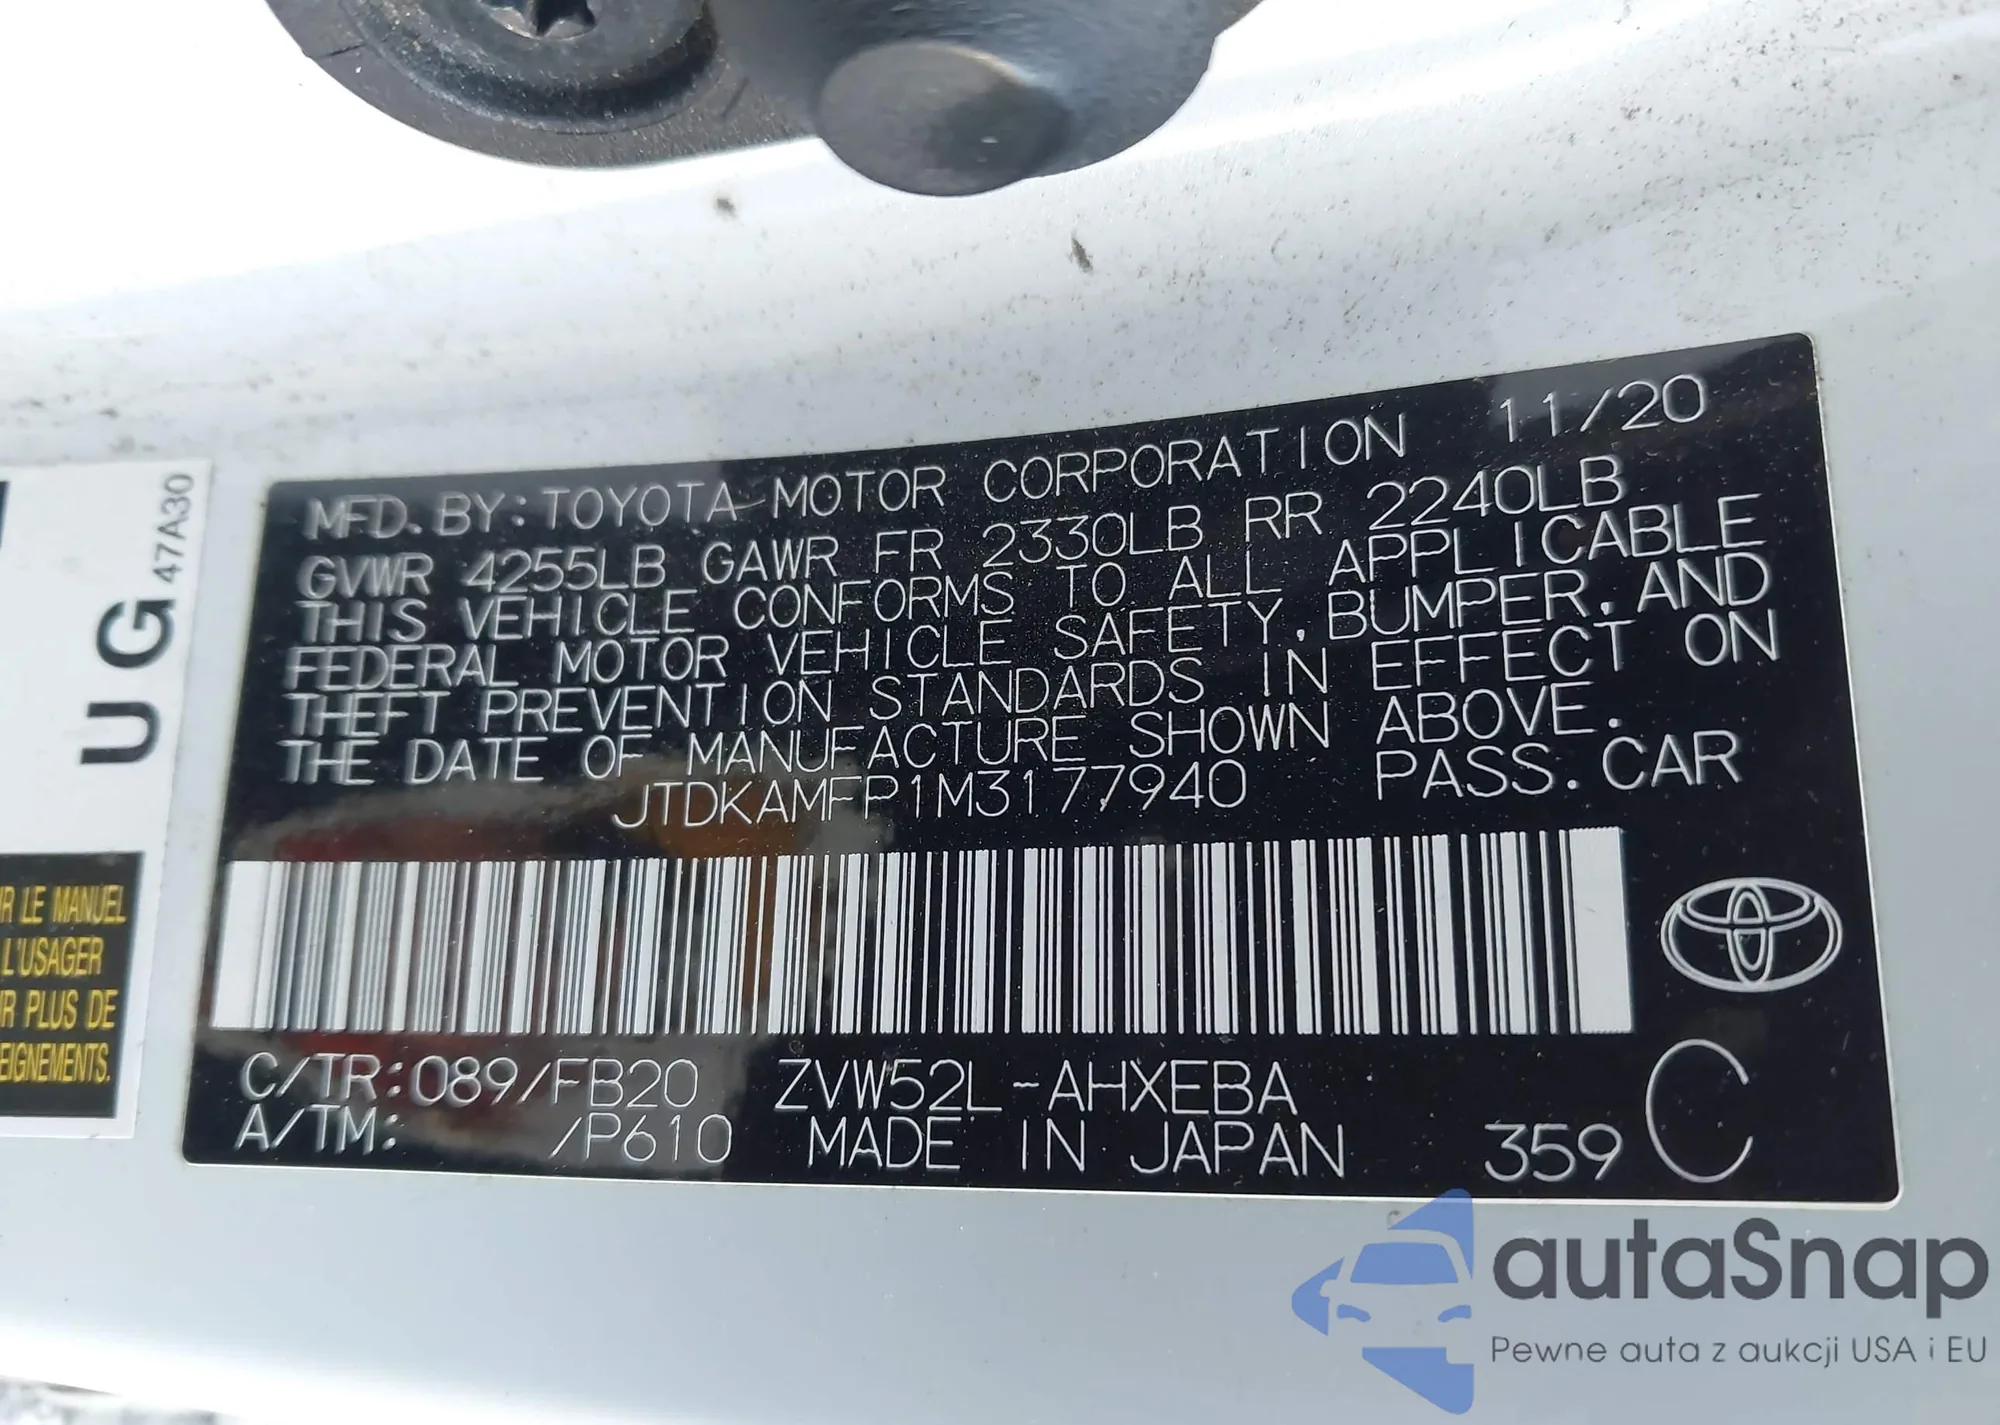 MFD. BY: TOYOTA MOTOR CORPORATION 11/20
GVWR 4255LB GAWR FR 2330LB RR 2240LB
THIS VEHICLE CONFORMS TO ALL APPLICABLE
FEDERAL MOTOR VEHICLE SAFETY, BUMPER, AND
THEFT PREVENTION STANDARDS IN EFFECT ON
THE DATE OF MANUFACTURE SHOWN ABOVE.
JTDKAMFP1M3177940 PASS. CAR
C/TR: 089/FB20 ZVW52L-AHXEBA
A/TM: /P610 MADE IN JAPAN 359 C
UG 47A30
LE MANUEL
L'USAGER
PLUS DE
autaSnap
Pewne auta z aukcji USA i EU